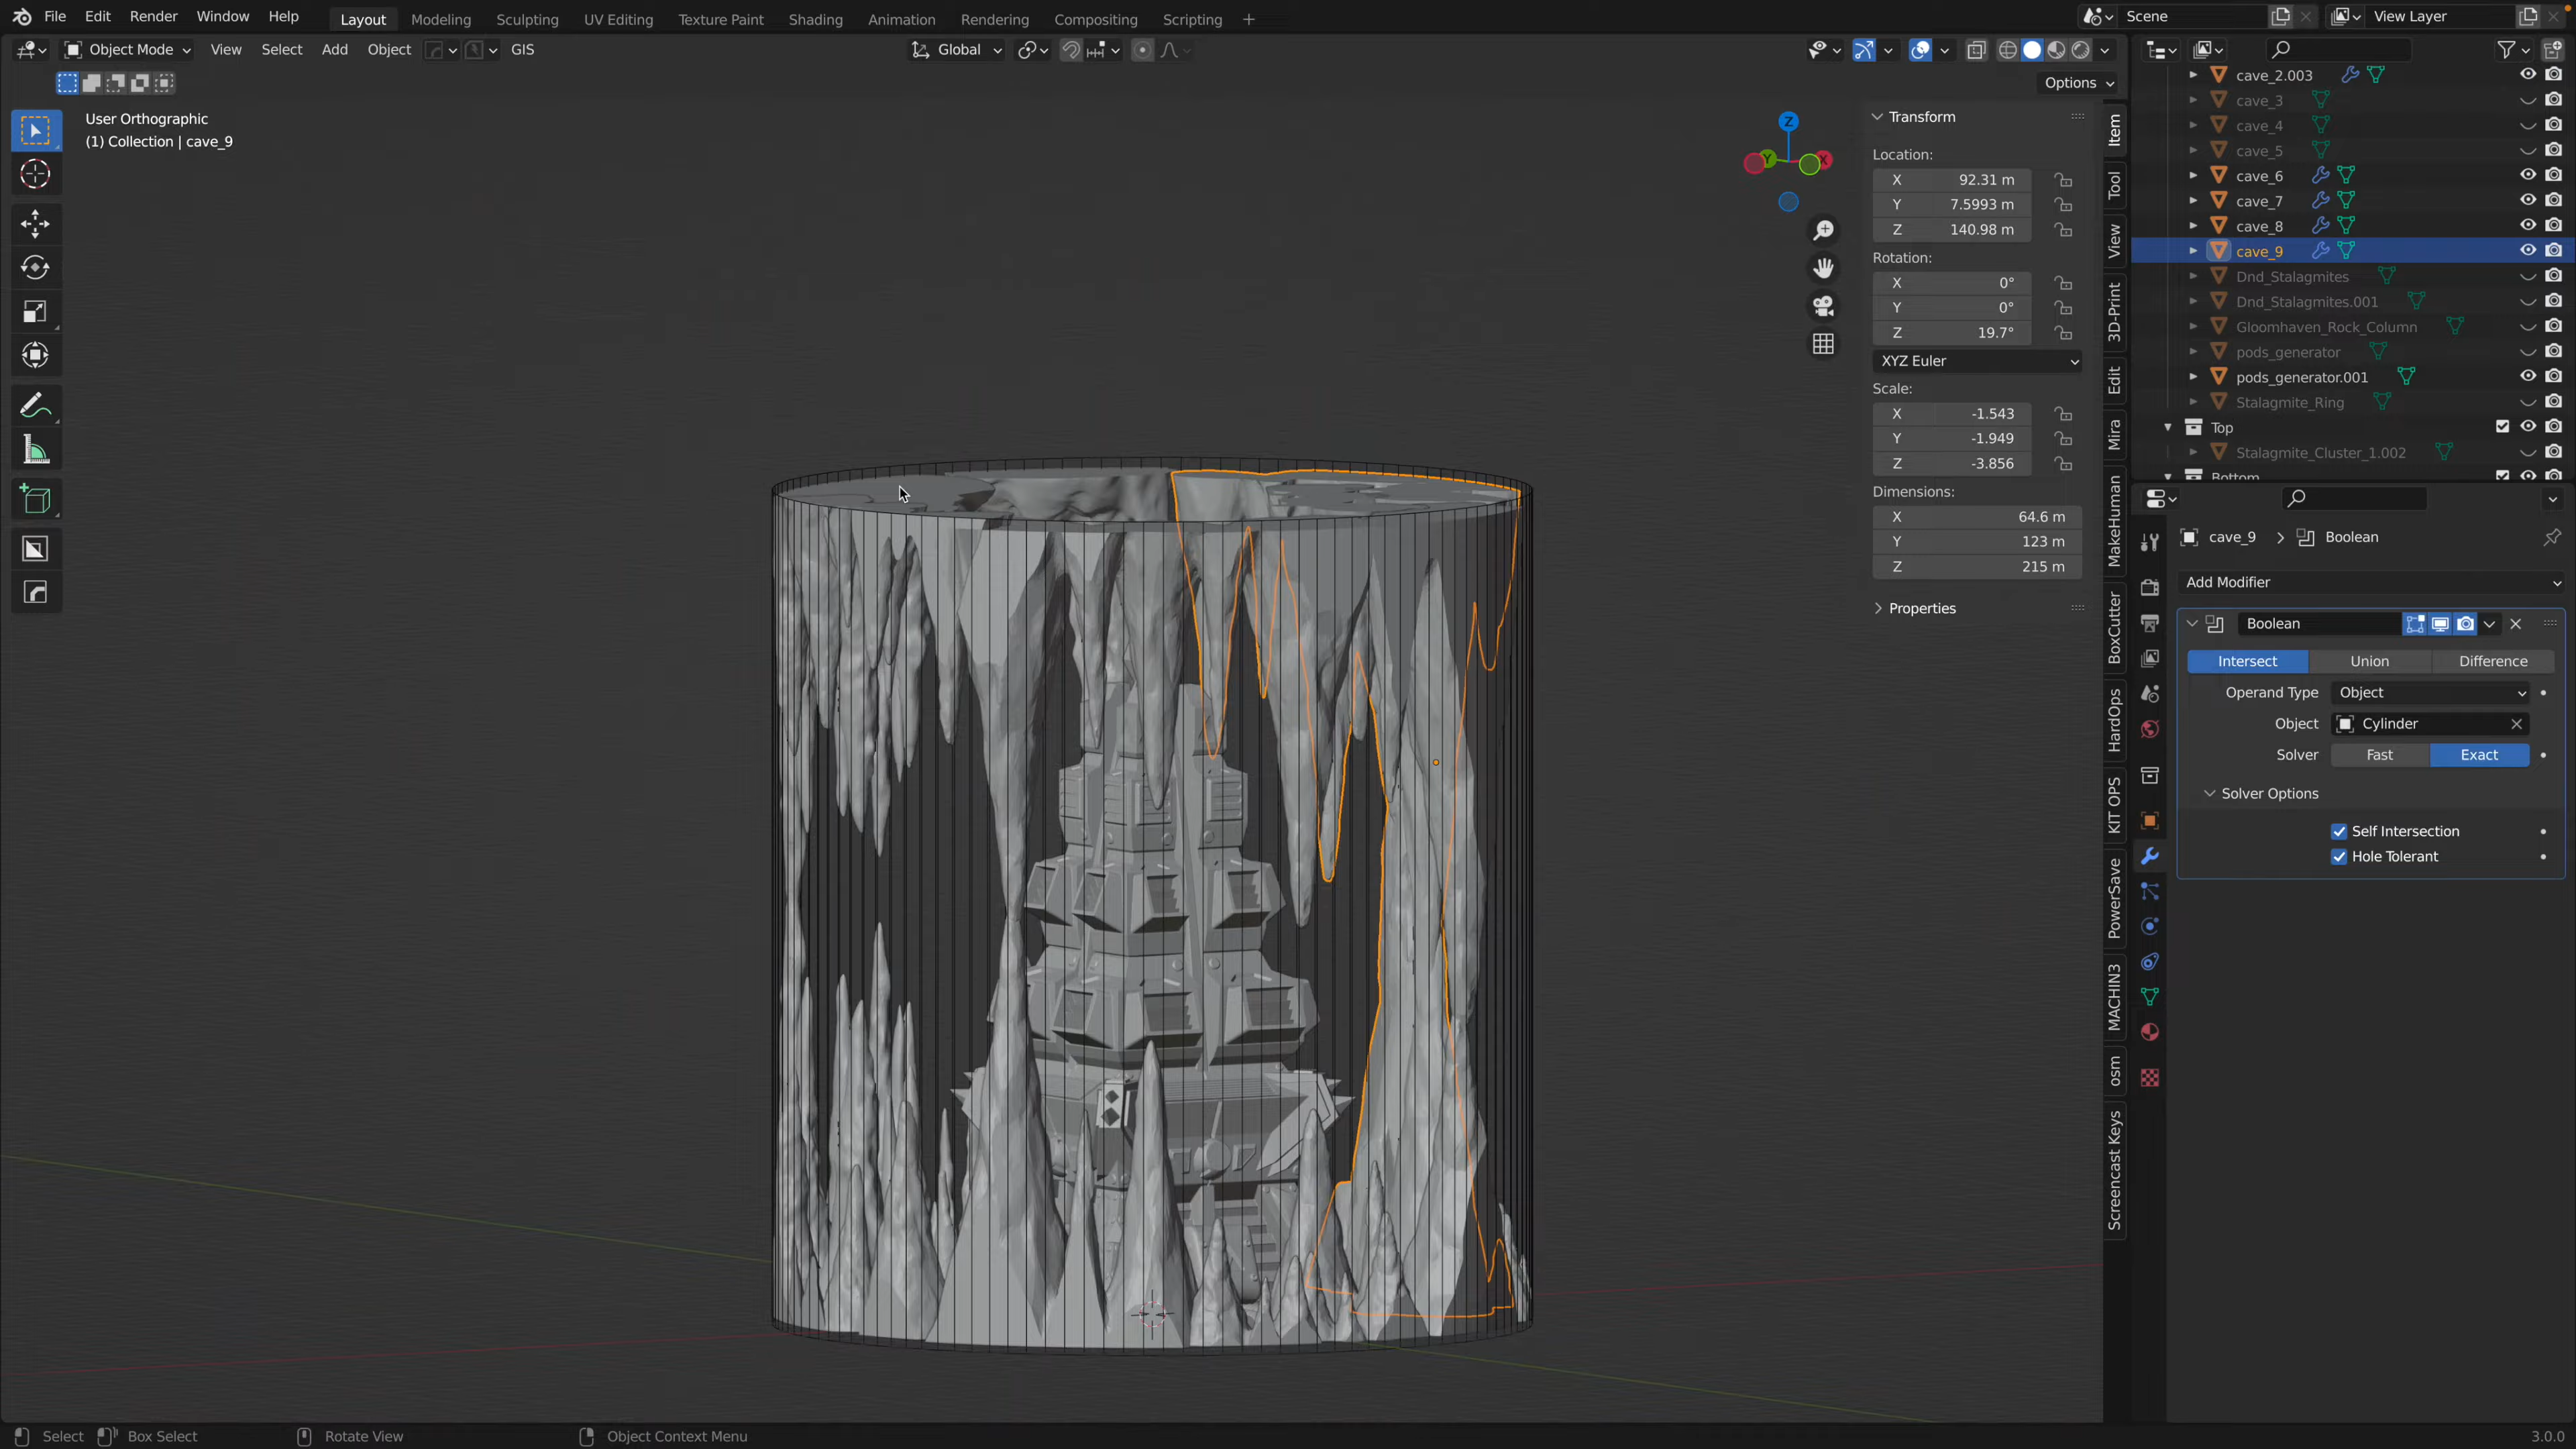 File Edit Render Window Help Layout Modeling Sculpting UV Editing Texture Paint Shading Animation Rendering Compositing Scripting + Scene View Layer
Object Mode View Select Add Object GIS Global
Options
User Orthographic
(1) Collection | cave_9
Z
Y
X
Transform
Location:
X 92.31 m
Y 7.5993 m
Z 140.98 m
Rotation:
X 0°
Y 0°
Z 19.7°
XYZ Euler
Scale:
X -1.543
Y -1.949
Z -3.856
Dimensions:
X 64.6 m
Y 123 m
Z 215 m
Properties
Item
Tool
View
3D-Print
Edit
Mira
MakeHuman
BoxCutter
HardOps
KIT OPS
PowerSave
MACHIN3
osm
Screencast Keys
cave_2.003
cave_3
cave_4
cave_5
cave_6
cave_7
cave_8
cave_9
Dnd_Stalagmites
Dnd_Stalagmites.001
Gloomhaven_Rock_Column
pods_generator
pods_generator.001
Stalagmite_Ring
Top
Stalagmite_Cluster_1.002
Bottom
cave_9 > Boolean
Add Modifier
Boolean
Intersect Union Difference
Operand Type Object
Object Cylinder
Solver Fast Exact
Solver Options
Self Intersection
Hole Tolerant
Select Box Select Rotate View Object Context Menu 3.0.0